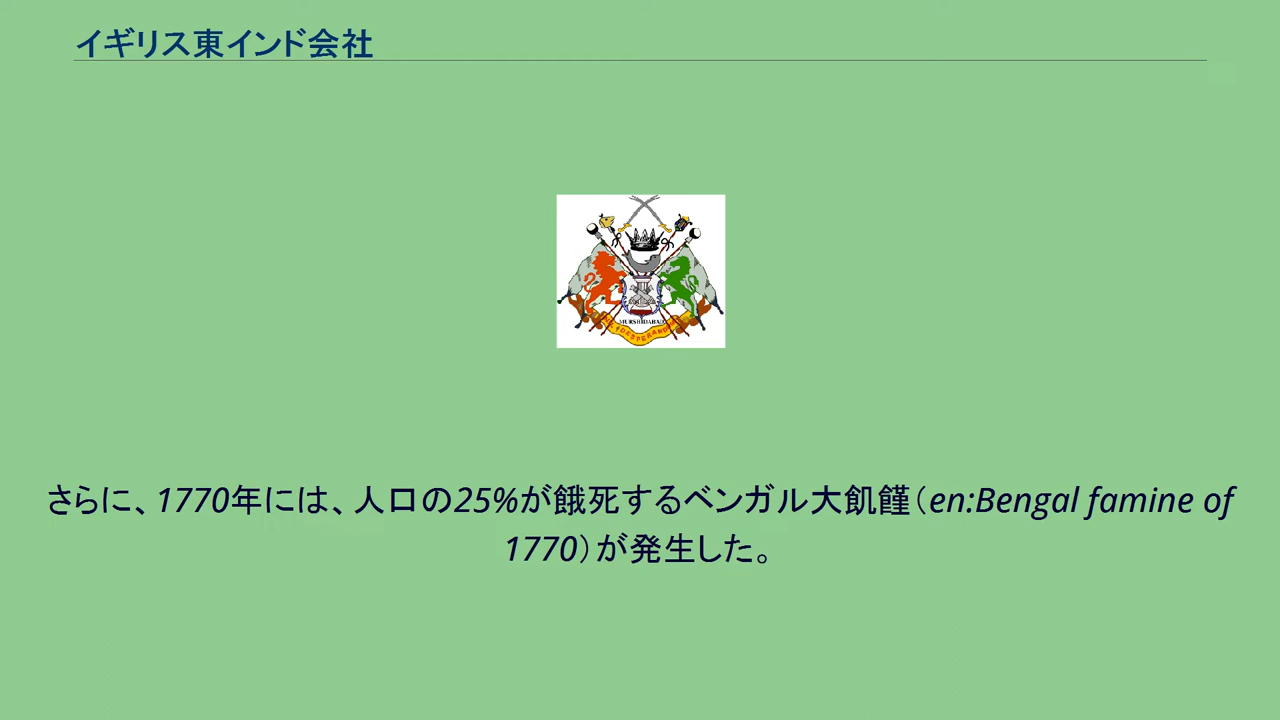 イギリス東インド会社
MURSHIDABAD
さらに、1770年には、人口の25%が餓死するベンガル大飢饉（en:Bengal famine of
1770）が発生した。